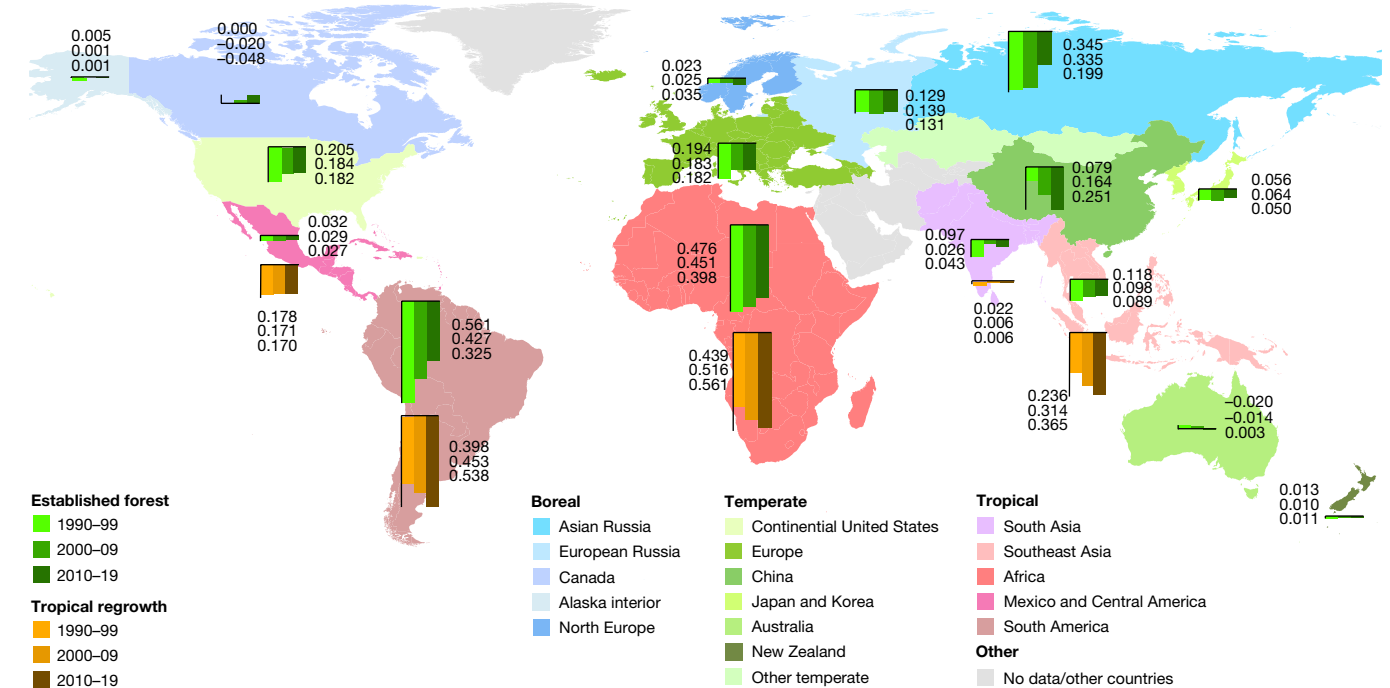 0.005
0.001
0.001
0.000
−0.020
−0.048
0.023
0.025
0.035
0.129
0.139
0.131
0.345
0.335
0.199
0.205
0.184
0.182
0.194
0.183
0.182
0.079
0.164
0.251
0.056
0.064
0.050
0.032
0.029
0.027
0.178
0.171
0.170
0.476
0.451
0.398
0.097
0.026
0.043
0.022
0.006
0.006
0.118
0.098
0.089
0.561
0.427
0.325
0.439
0.516
0.561
0.236
0.314
0.365
0.398
0.453
0.538
−0.020
−0.014
0.003
0.013
0.010
0.011
Established forest
1990–99
2000–09
2010–19
Tropical regrowth
1990–99
2000–09
2010–19
Boreal
Asian Russia
European Russia
Canada
Alaska interior
North Europe
Temperate
Continential United States
Europe
China
Japan and Korea
Australia
New Zealand
Other temperate
Tropical
South Asia
Southeast Asia
Africa
Mexico and Central America
South America
Other
No data/other countries